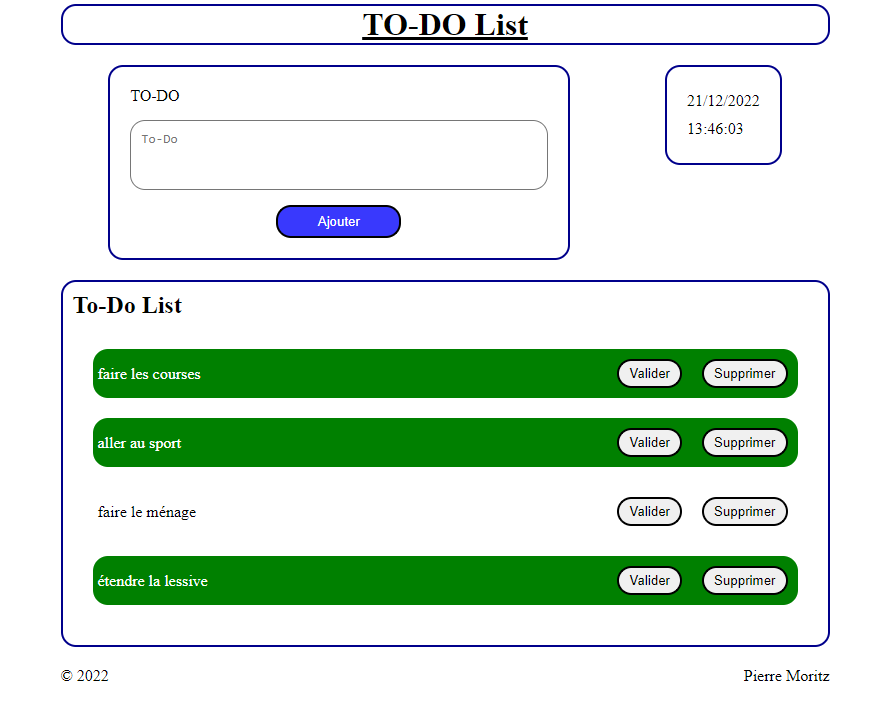 TO-DO List
TO-DO
To-Do
Ajouter
21/12/2022
13:46:03
To-Do List
faire les courses Valider Supprimer
aller au sport Valider Supprimer
faire le ménage Valider Supprimer
étendre la lessive Valider Supprimer
© 2022 Pierre Moritz